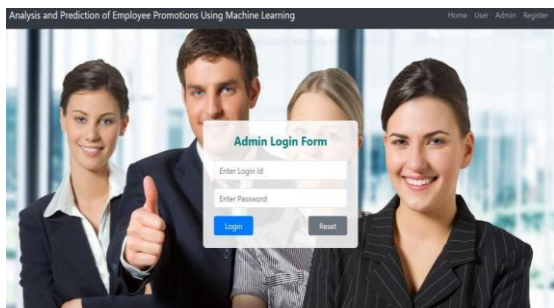 Analysis and Prediction of Employee Promotions Using Machine Learning
Home User Admin Register
Admin Login Form
Enter Login Id
Enter Password
Login Reset